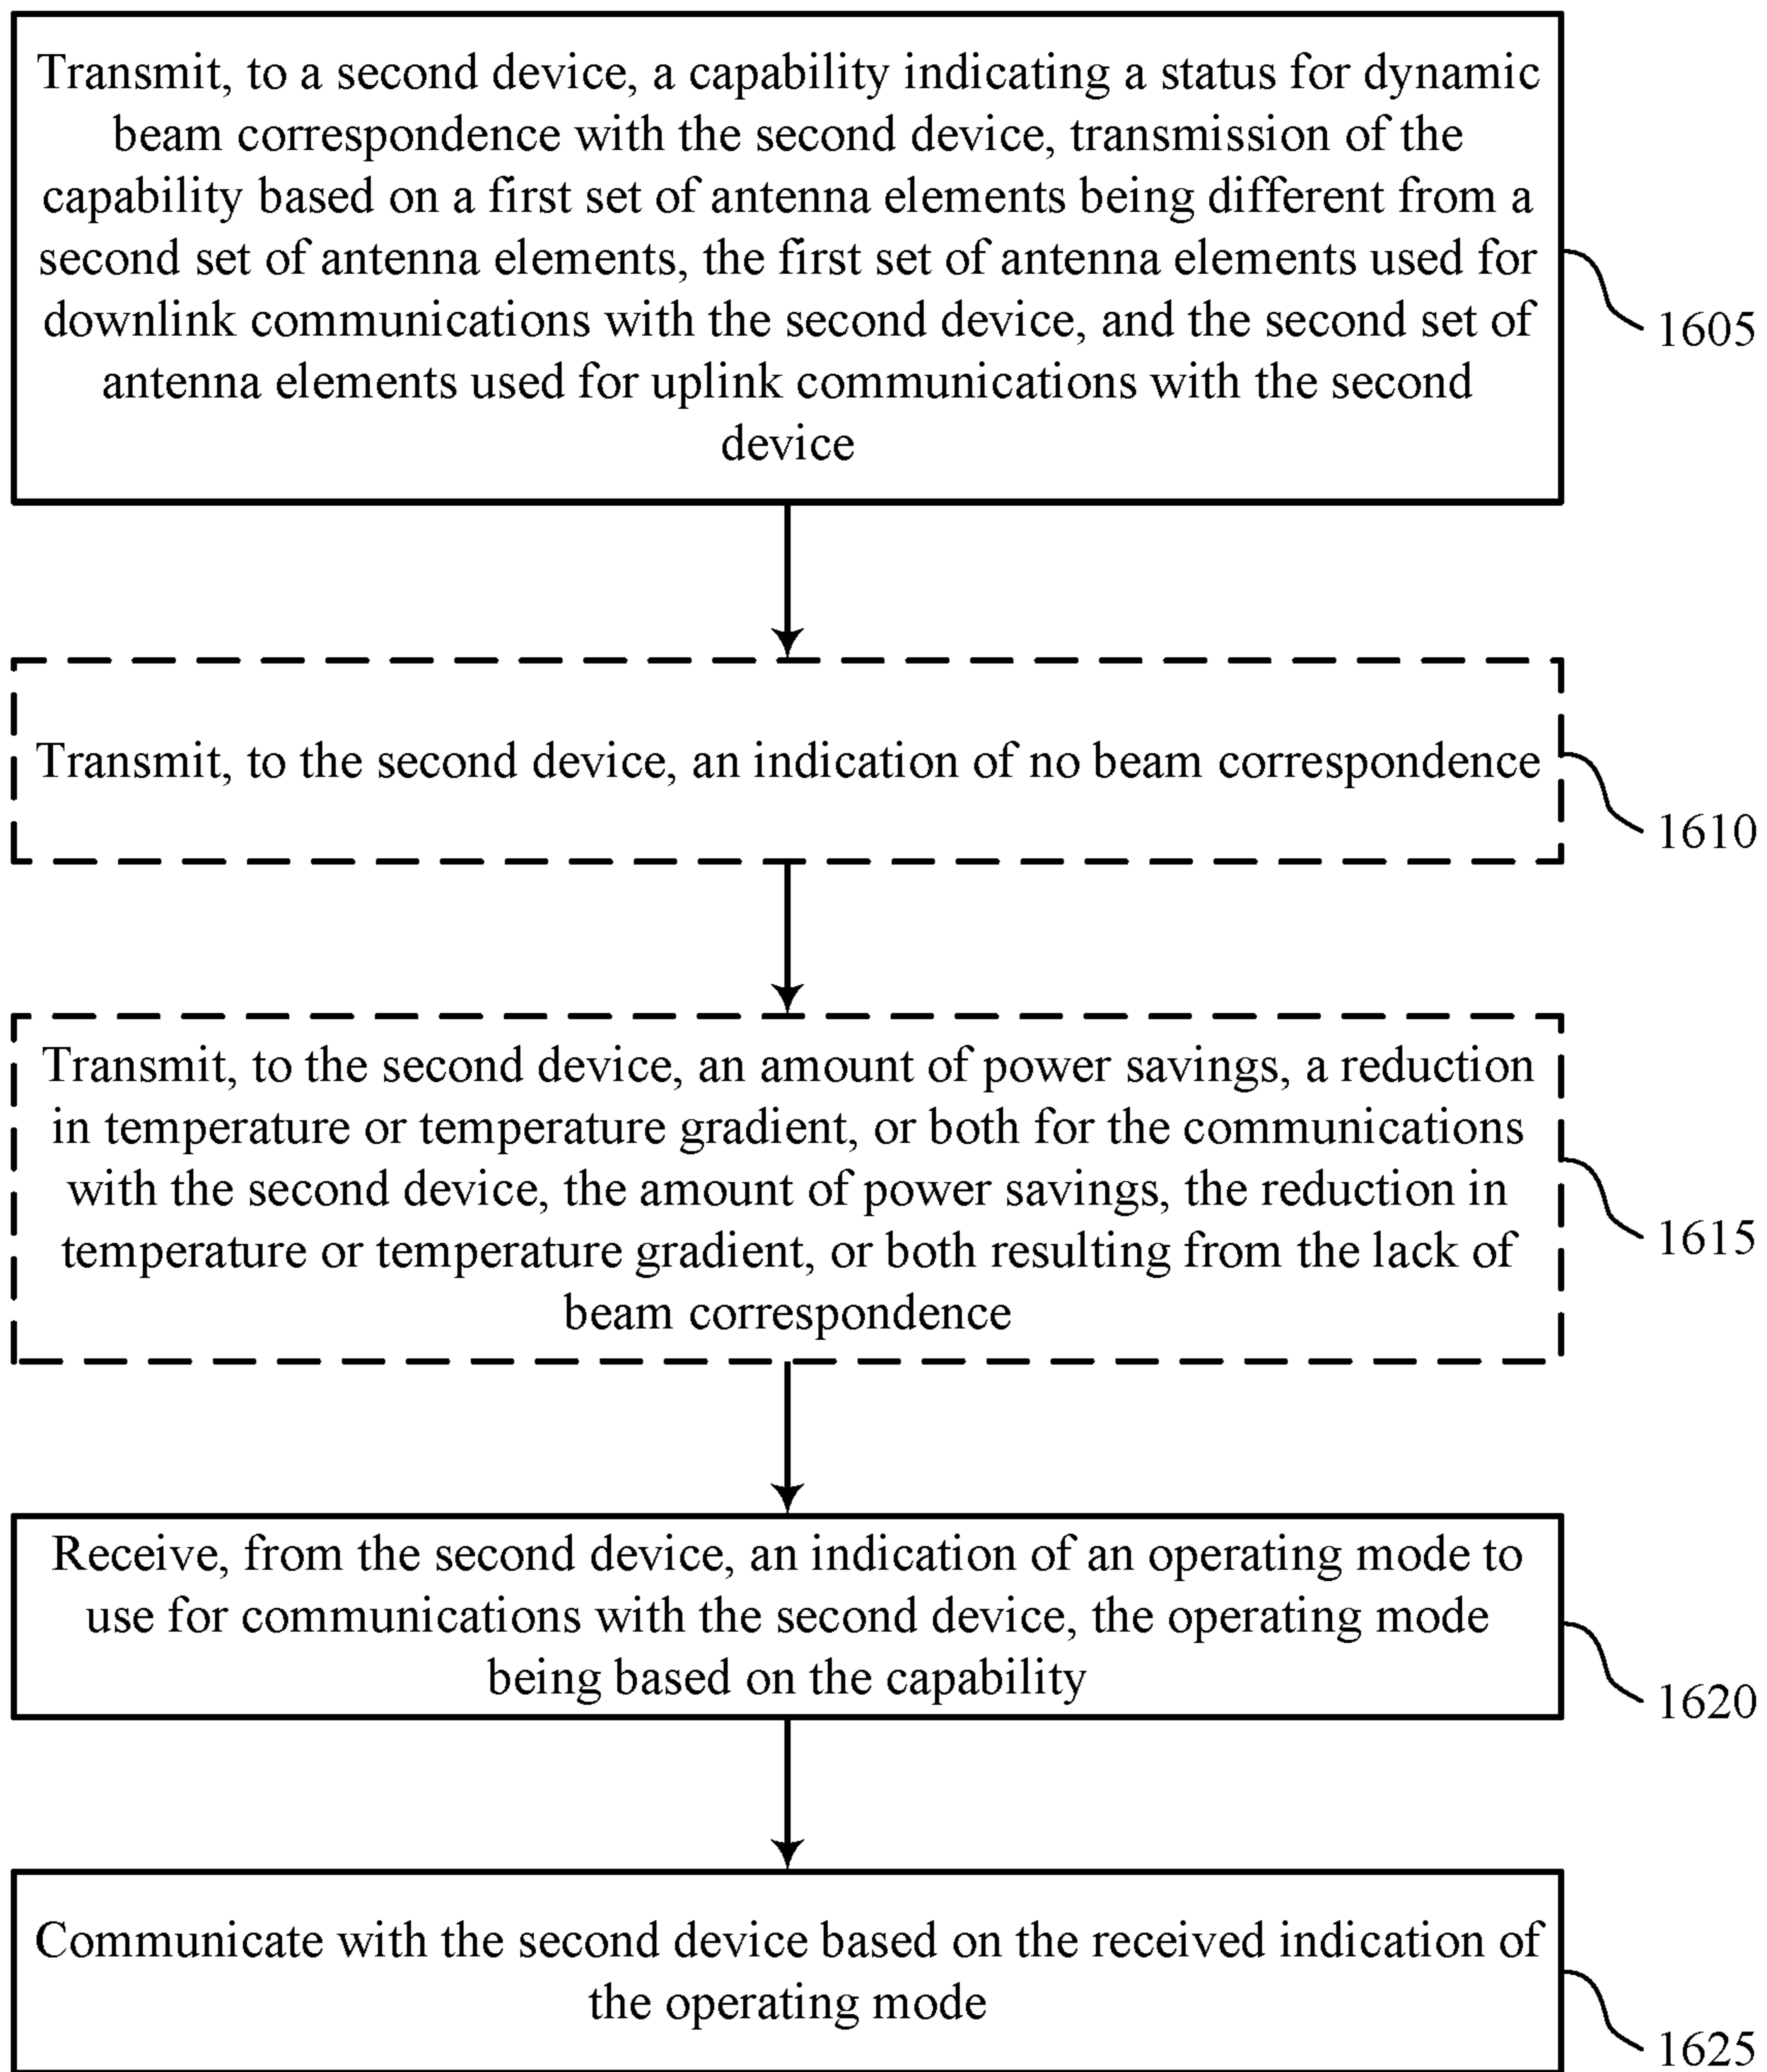 Transmit, to a second device, a capability indicating a status for dynamic
beam correspondence with the second device, transmission of the
capability based on a first set of antenna elements being different from a
second set of antenna elements, the first set of antenna elements used for
downlink communications with the second device, and the second set of
antenna elements used for uplink communications with the second
device
1605
Transmit, to the second device, an indication of no beam correspondence
1610
Transmit, to the second device, an amount of power savings, a reduction
in temperature or temperature gradient, or both for the communications
with the second device, the amount of power savings, the reduction in
temperature or temperature gradient, or both resulting from the lack of
beam correspondence
1615
Receive, from the second device, an indication of an operating mode to
use for communications with the second device, the operating mode
being based on the capability
1620
Communicate with the second device based on the received indication of
the operating mode
1625